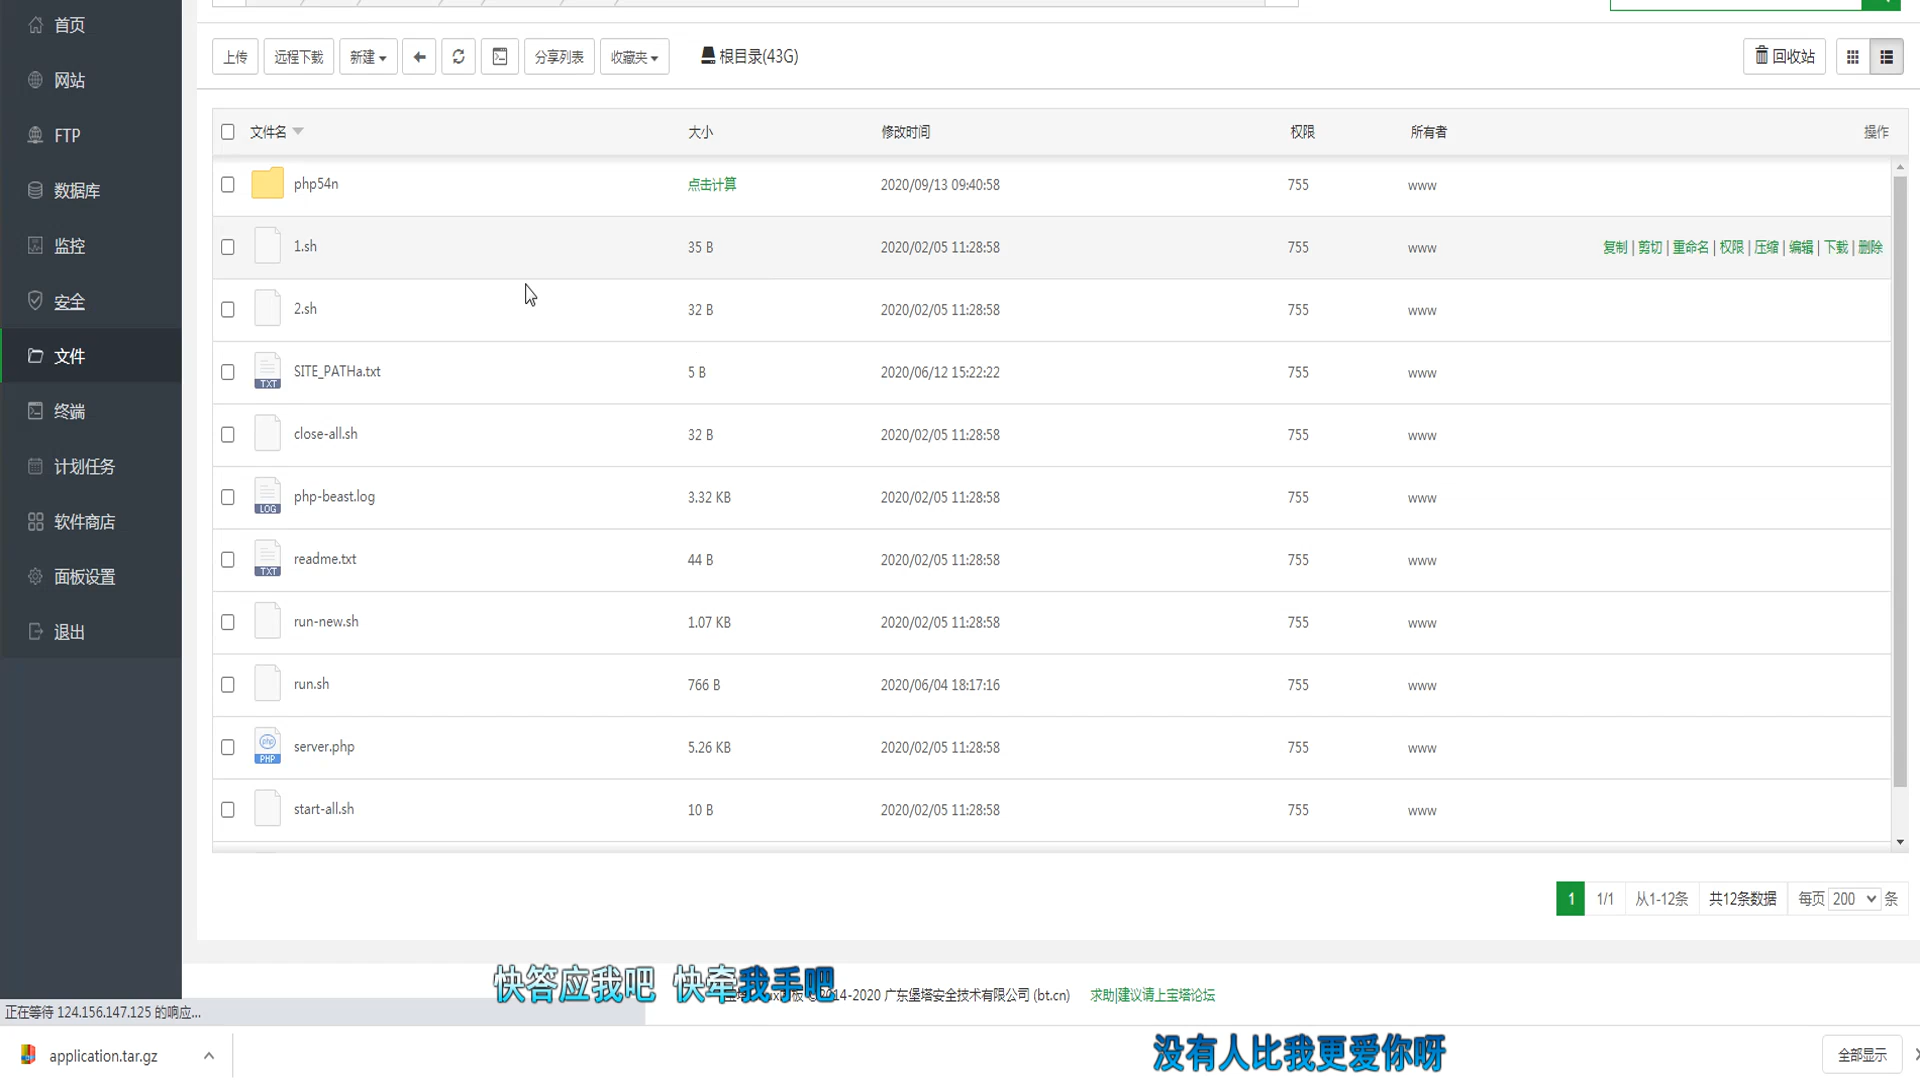 首页
网站
FTP
数据库
监控
安全
文件
终端
计划任务
软件商店
面板设置
退出
上传 远程下载 新建 分享列表 收藏夹 根目录(43G) 回收站
文件名 大小 修改时间 权限 所有者 操作
php54n 点击计算 2020/09/13 09:40:58 755 www
1.sh 35 B 2020/02/05 11:28:58 755 www 复制 | 剪切 | 重命名 | 权限 | 压缩 | 编辑 | 下载 | 删除
2.sh 32 B 2020/02/05 11:28:58 755 www
TXT SITE_PATHa.txt 5 B 2020/06/12 15:22:22 755 www
close-all.sh 32 B 2020/02/05 11:28:58 755 www
LOG php-beast.log 3.32 KB 2020/02/05 11:28:58 755 www
TXT readme.txt 44 B 2020/02/05 11:28:58 755 www
run-new.sh 1.07 KB 2020/02/05 11:28:58 755 www
run.sh 766 B 2020/06/04 18:17:16 755 www
php PHP server.php 5.26 KB 2020/02/05 11:28:58 755 www
start-all.sh 10 B 2020/02/05 11:28:58 755 www
1 1/1 从1-12条 共12条数据 每页 200 条
快答应我吧 快牵我手吧
14-2020 广东堡塔安全技术有限公司 (bt.cn) 求助|建议请上宝塔论坛
正在等待 124.156.147.125 的响应...
没有人比我更爱你呀
application.tar.gz 全部显示